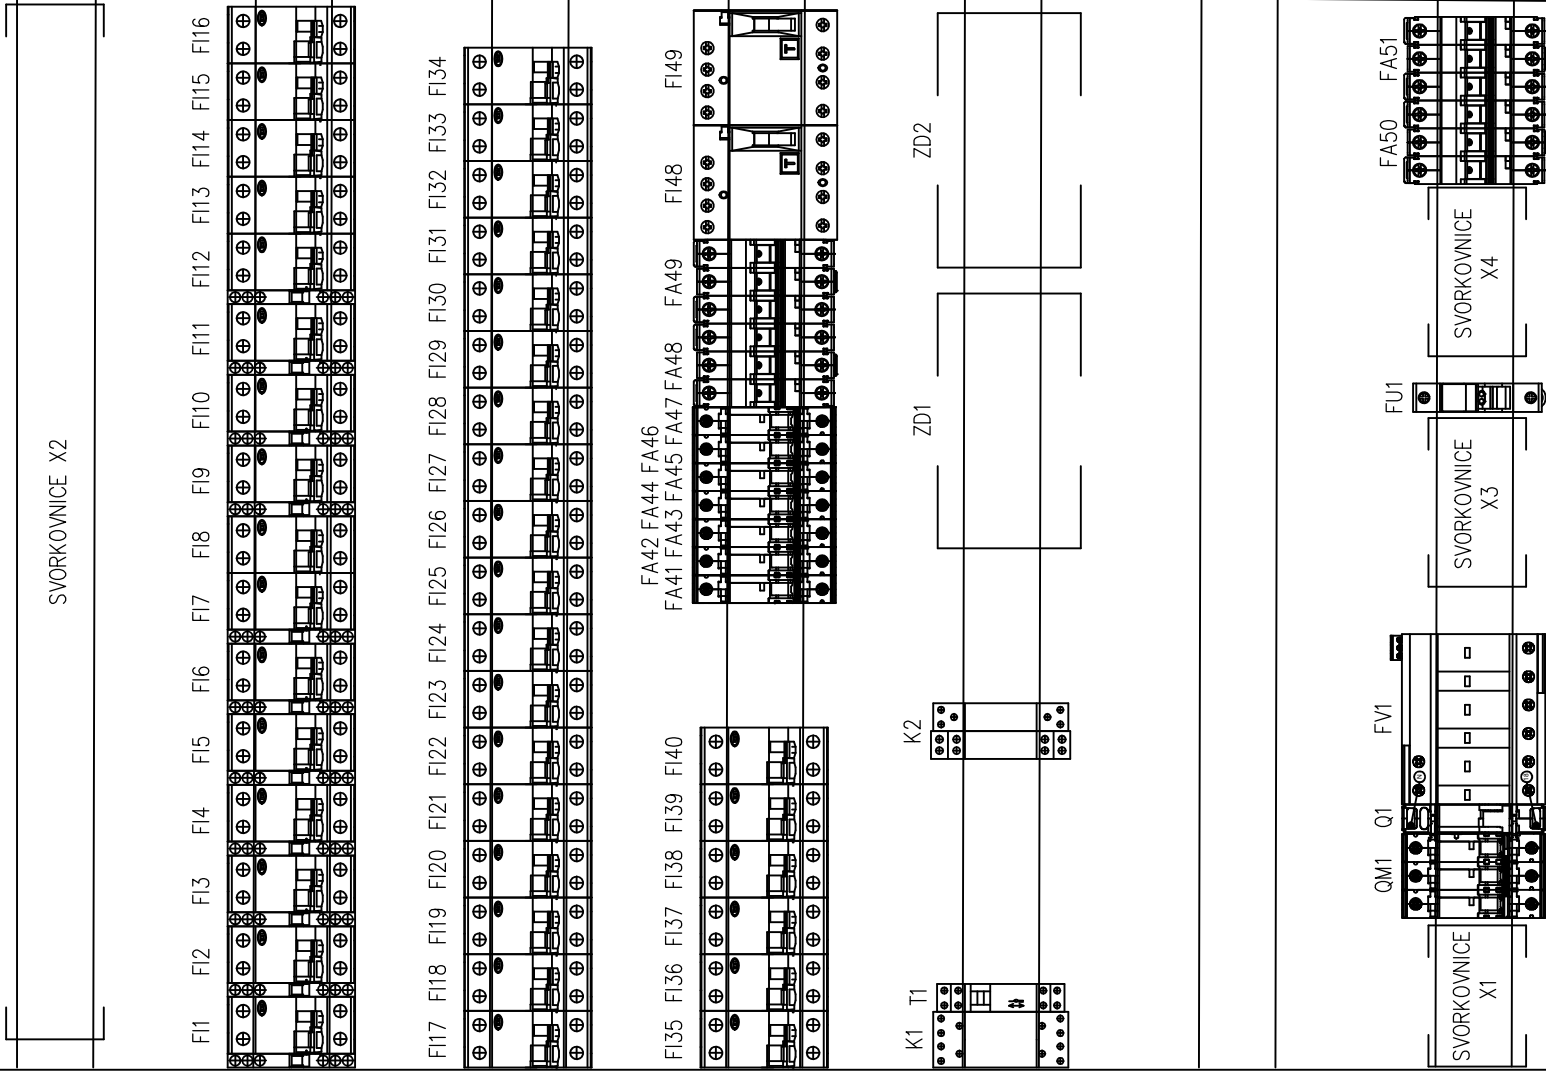 SVORKOVNICE X2
FI1 FI2 FI3 FI4 FI5 FI6 FI7 FI8 FI9 FI10 FI11 FI12 FI13 FI14 FI15 FI16
FI17 FI18 FI19 FI20 FI21 FI22 FI23 FI24 FI25 FI26 FI27 FI28 FI29 FI30 FI31 FI32 FI33 FI34
FA42 FA44 FA46
FI35 FI36 FI37 FI38 FI39 FI40 FA41 FA43 FA45 FA47 FA48 FA49 FI48 FI49
T
T
K1 T1 K2 ZD1 ZD2
SVORKOVNICE
X1
QM1 Q1 FV1
SVORKOVNICE
X3
FU1
SVORKOVNICE
X4
FA50 FA51